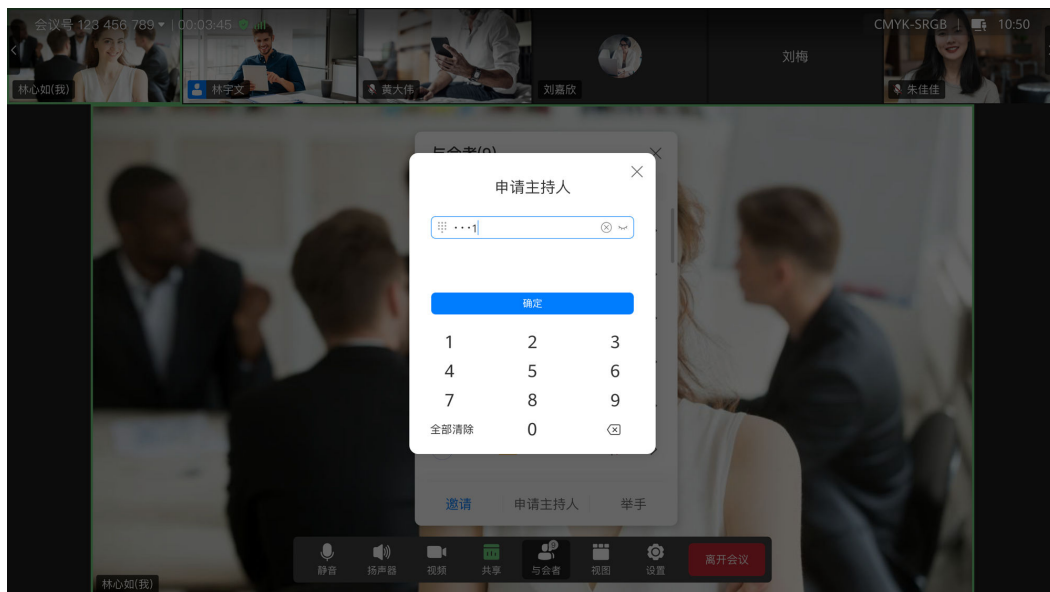 会议号 123 456 789 | 00:03:45
CMYK-SRGB | 10:50
林心如(我)
林宇文
黄大伟
刘嘉欣
刘梅
朱佳佳
与会者(9)
申请主持人
···1
确定
1 2 3
4 5 6
7 8 9
全部清除 0
邀请 申请主持人 举手
静音 扬声器 视频 共享 与会者 视图 设置 离开会议
林心如(我)